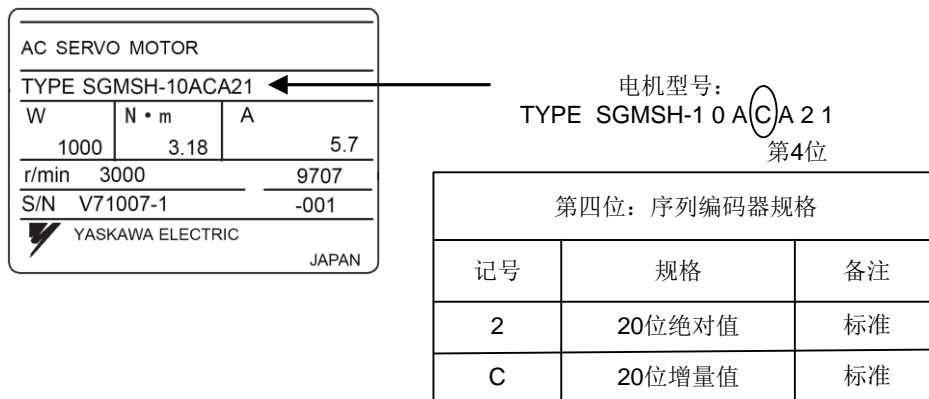 AC SERVO MOTOR
TYPE SGMSH-10ACA21
W N・m A
1000 3.18 5.7
r/min 3000 9707
S/N V71007-1 -001
YASKAWA ELECTRIC
JAPAN
电机型号：
TYPE SGMSH-1 0 A C A 2 1
第4位
第四位：序列编码器规格
记号 规格 备注
2 20位绝对值 标准
C 20位增量值 标准